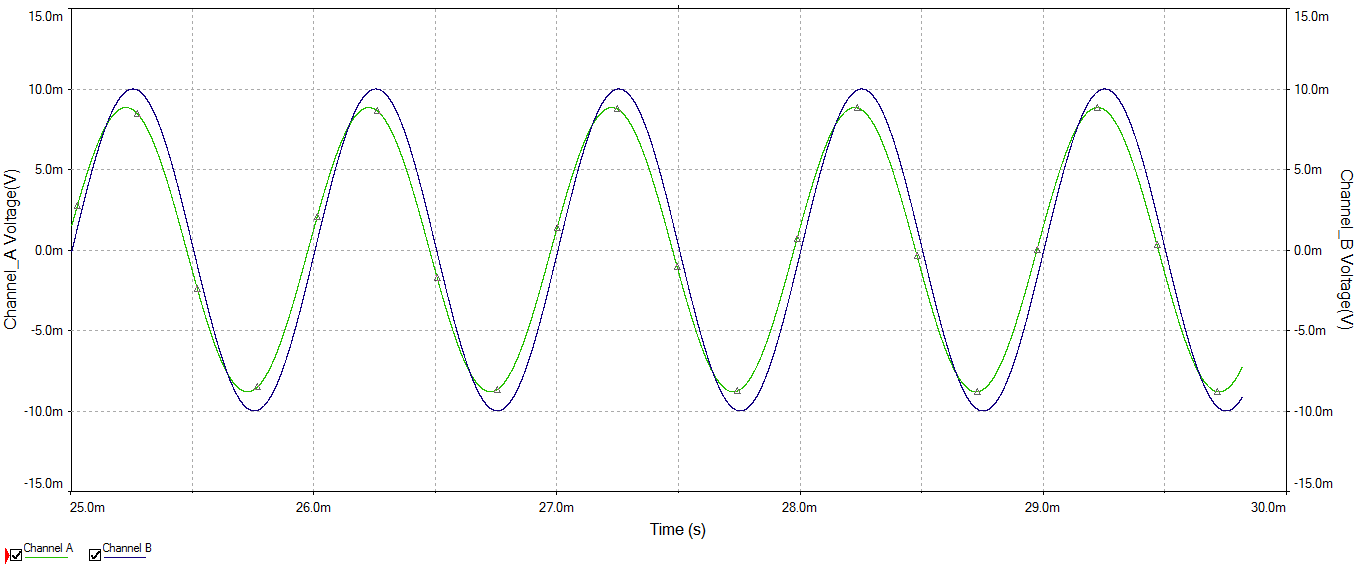 15.0m
10.0m
5.0m
0.0m
-5.0m
-10.0m
-15.0m
Channel_A Voltage(V)
15.0m
10.0m
5.0m
0.0m
-5.0m
-10.0m
-15.0m
Channel_B Voltage(V)
25.0m 26.0m 27.0m 28.0m 29.0m 30.0m
Time (s)
Channel A Channel B